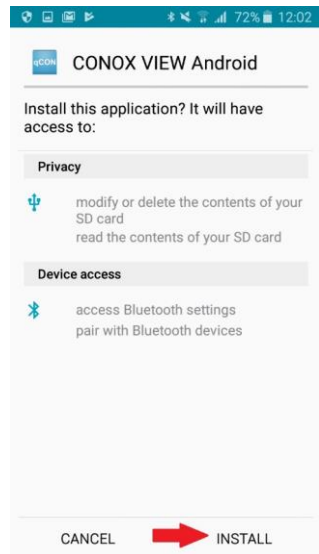 72% 12:02
qCON
CONOX VIEW Android
Install this application? It will have
access to:
Privacy
modify or delete the contents of your
SD card
read the contents of your SD card
Device access
access Bluetooth settings
pair with Bluetooth devices
CANCEL INSTALL